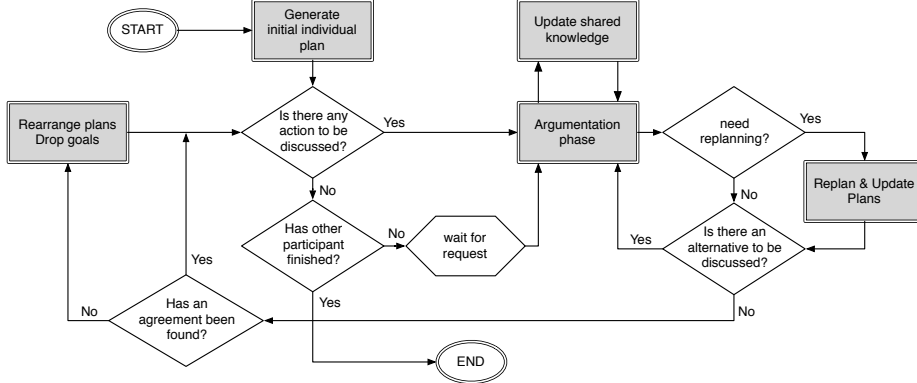 START
Generate
initial individual
plan
Update shared
knowledge
Rearrange plans
Drop goals
Is there any
action to be
discussed?
Yes
Argumentation
phase
need
replanning?
Yes
No
No
Replan & Update
Plans
Has other
participant
finished?
No
wait for
request
Yes
Is there an
alternative to be
discussed?
Yes
Yes
No
No
Has an
agreement been
found?
END